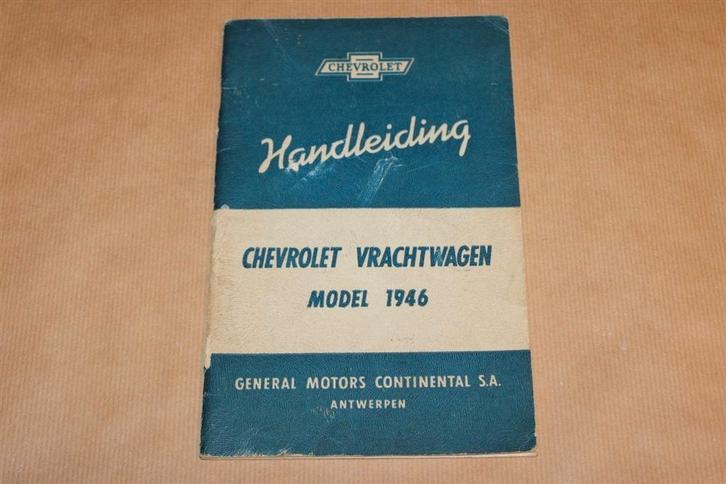 CHEVROLET
Handleiding
CHEVROLET VRACHTWAGEN
MODEL 1946
GENERAL MOTORS CONTINENTAL S.A.
ANTWERPEN